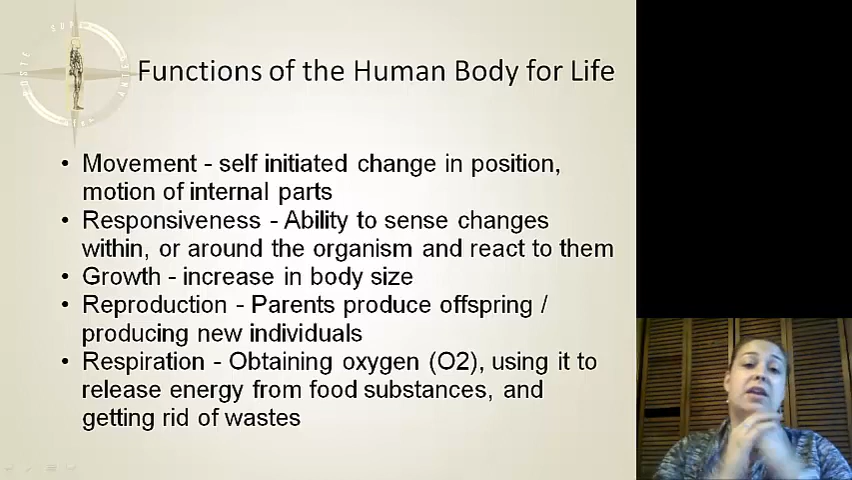 Functions of the Human Body for Life
• Movement - self initiated change in position,
motion of internal parts
• Responsiveness - Ability to sense changes
within, or around the organism and react to them
• Growth - increase in body size
• Reproduction - Parents produce offspring /
producing new individuals
• Respiration - Obtaining oxygen (O2), using it to
release energy from food substances, and
getting rid of wastes